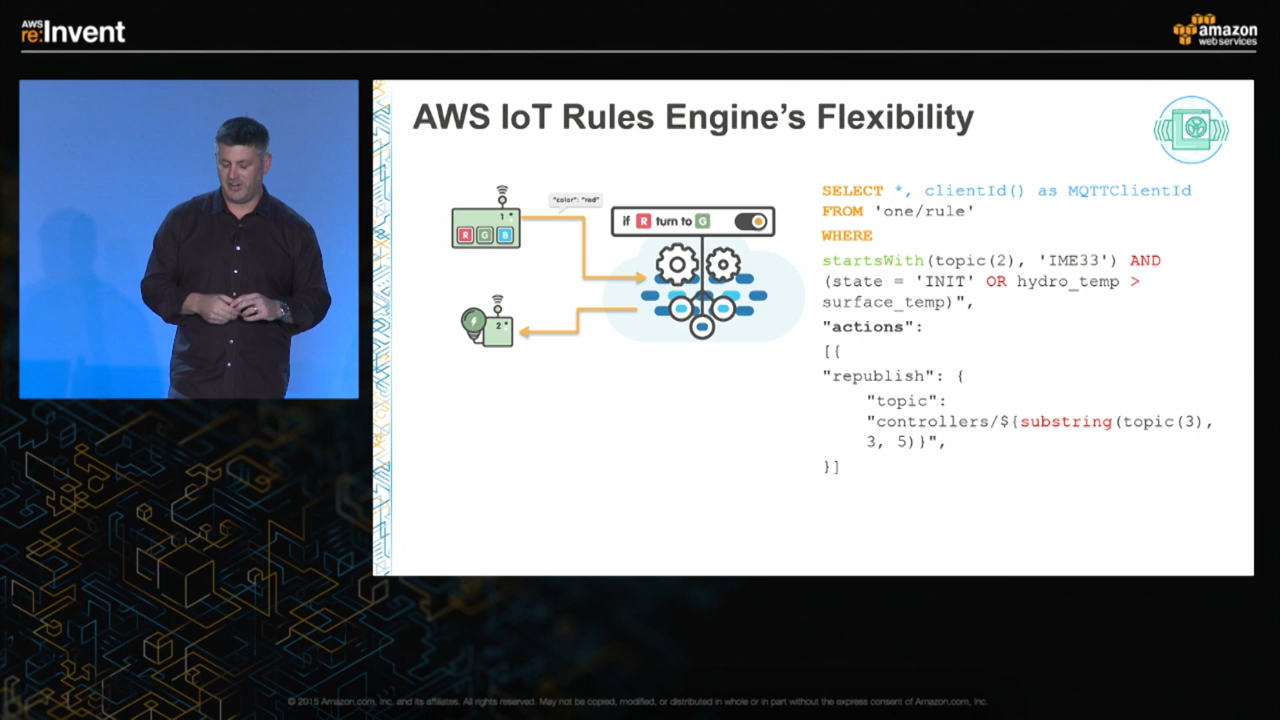 AWS
re:Invent
amazon
web services
AWS IoT Rules Engine's Flexibility
"color": "red"
1
R G B
if R turn to G
2
SELECT *, clientId() as MQTTClientId
FROM 'one/rule'
WHERE
startsWith(topic(2), 'IME33') AND
(state = 'INIT' OR hydro_temp >
surface_temp)",
"actions":
[{
"republish": {
"topic":
"controllers/${substring(topic(3),
3, 5)}",
}]
© 2015 Amazon.com, Inc. and its affiliates. All rights reserved. May not be copied, modified, or distributed in whole or in part without the express consent of Amazon.com, Inc.